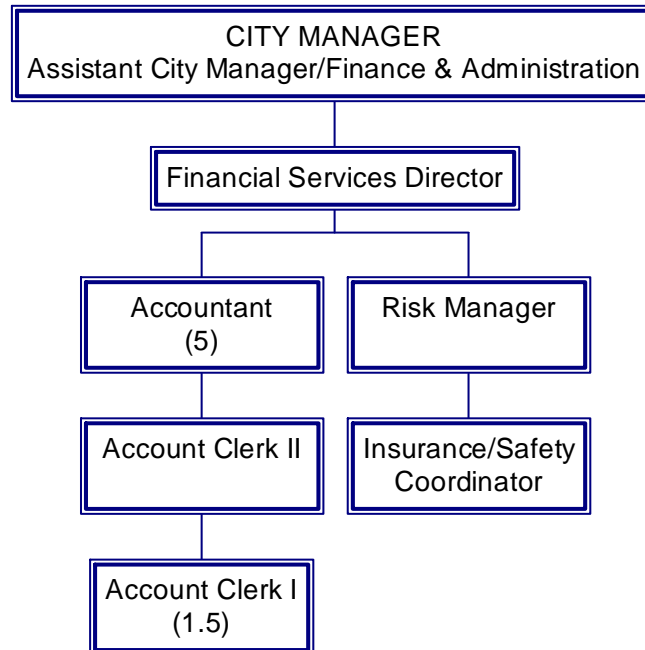 CITY MANAGER
Assistant City Manager/Finance & Administration
Financial Services Director
Accountant
(5)
Risk Manager
Account Clerk II
Insurance/Safety
Coordinator
Account Clerk I
(1.5)